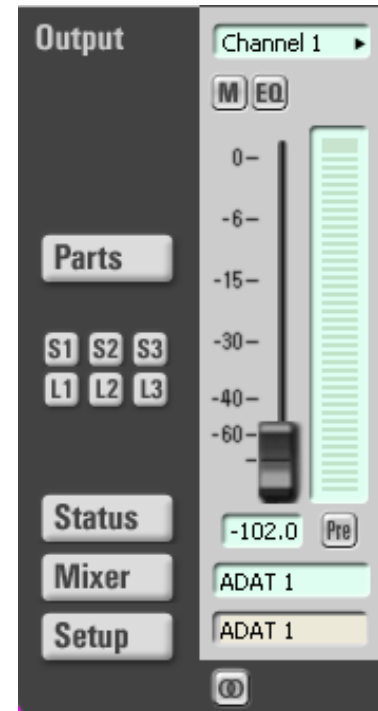 Output
Channel 1
M EQ
0-
-6-
Parts
-15-
S1 S2 S3
-30-
L1 L2 L3
-40-
-60-
-
Status
-102.0 Pre
Mixer
ADAT 1
Setup
ADAT 1